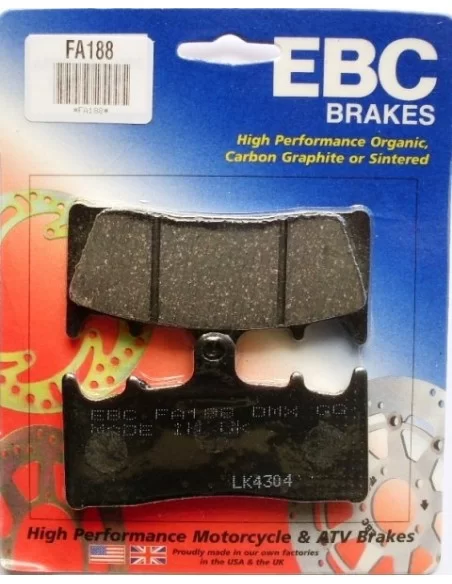 FA188
*FA188*
EBC
BRAKES
High Performance Organic,
Carbon Graphite or Sintered
EBC FA188 DMX GG
MADE IN UK
LK4304
EBC
High Performance Motorcycle & ATV Brakes
Proudly made in our own factories
in the USA & the UK